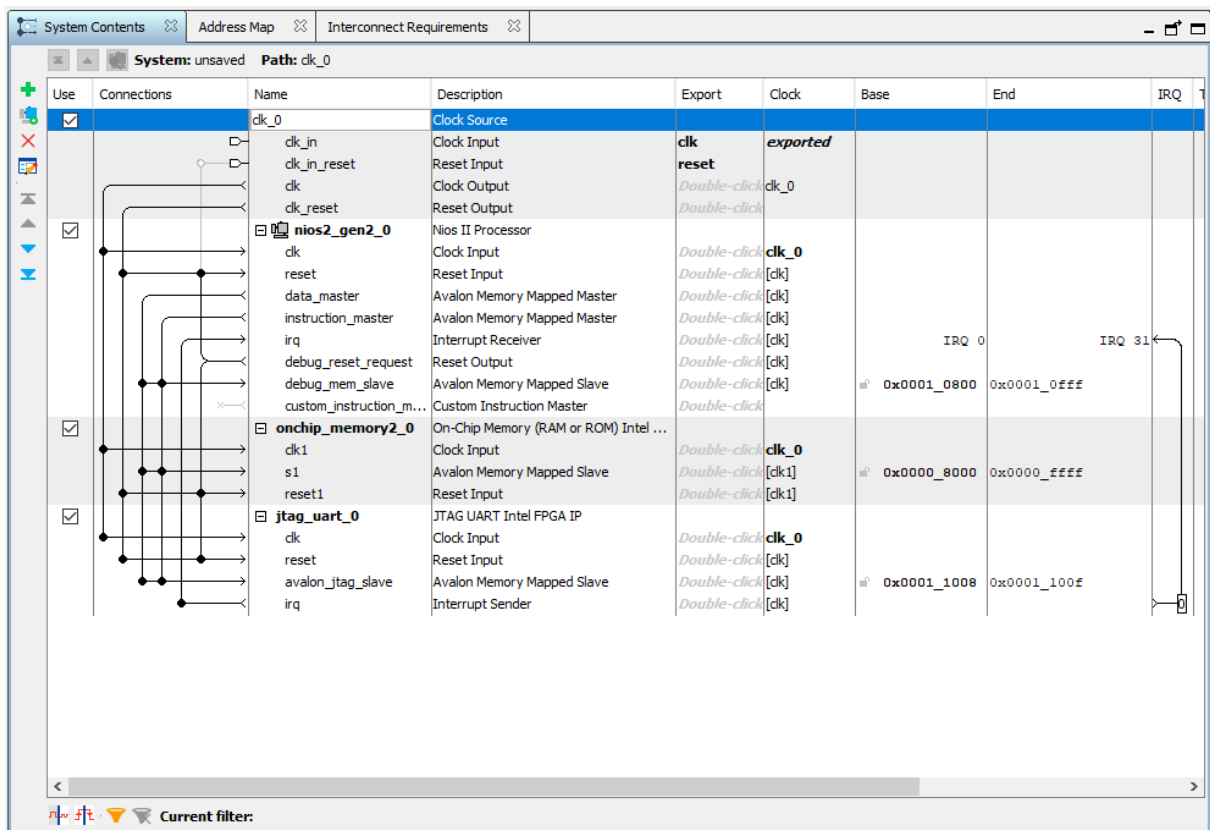 System Contents Address Map Interconnect Requirements
System: unsaved Path: clk_0
Use Connections Name Description Export Clock Base End IRQ
clk_0 Clock Source
clk_in Clock Input clk exported
clk_in_reset Reset Input reset
clk Clock Output Double-click clk_0
clk_reset Reset Output Double-click
nios2_gen2_0 Nios II Processor
clk Clock Input Double-click clk_0
reset Reset Input Double-click [clk]
data_master Avalon Memory Mapped Master Double-click [clk]
instruction_master Avalon Memory Mapped Master Double-click [clk]
irq Interrupt Receiver Double-click [clk] IRQ 0 IRQ 31
debug_reset_request Reset Output Double-click [clk]
debug_mem_slave Avalon Memory Mapped Slave Double-click [clk] 0x0001_0800 0x0001_0fff
custom_instruction_m... Custom Instruction Master Double-click
onchip_memory2_0 On-Chip Memory (RAM or ROM) Intel ...
clk1 Clock Input Double-click clk_0
s1 Avalon Memory Mapped Slave Double-click [clk1] 0x0000_8000 0x0000_ffff
reset1 Reset Input Double-click [clk1]
jtag_uart_0 JTAG UART Intel FPGA IP
clk Clock Input Double-click clk_0
reset Reset Input Double-click [clk]
avalon_jtag_slave Avalon Memory Mapped Slave Double-click [clk] 0x0001_1008 0x0001_100f
irq Interrupt Sender Double-click [clk] 0
Current filter: